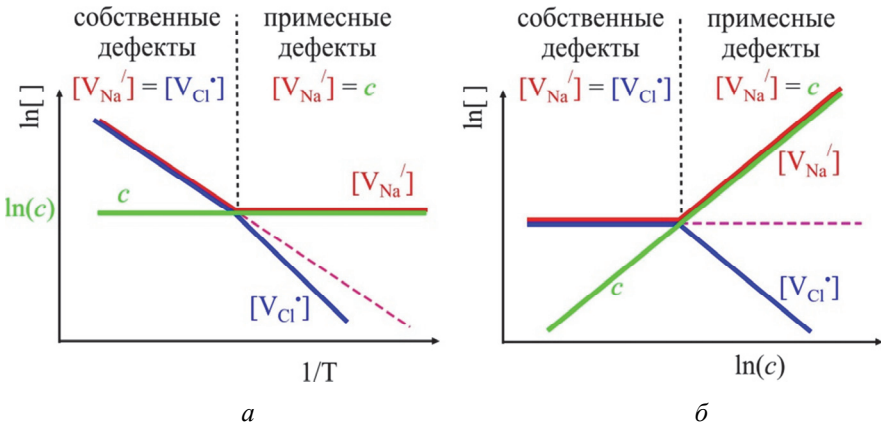 собственные
дефекты
примесные
дефекты
[V_Na^/] = [V_Cl^•]
[V_Na^/] = c
ln[ ]
ln(c)
c
[V_Na^/]
[V_Cl^•]
1/T
а
собственные
дефекты
примесные
дефекты
[V_Na^/] = [V_Cl^•]
[V_Na^/] = c
ln[ ]
[V_Na^/]
c
[V_Cl^•]
ln(c)
б